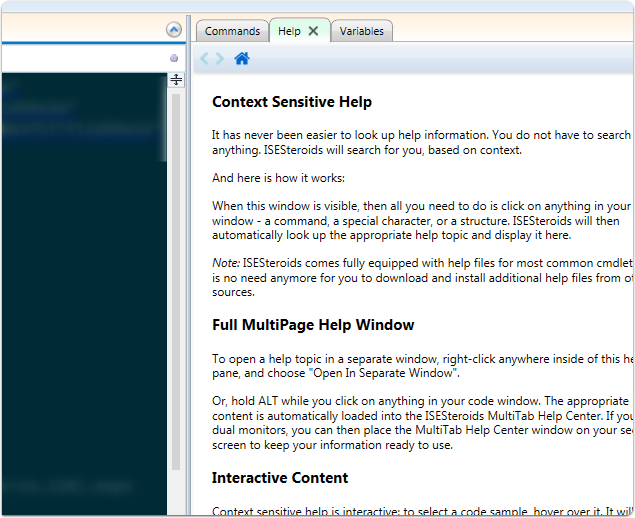 Commands Help Variables
Context Sensitive Help
It has never been easier to look up help information. You do not have to search
anything. ISESteroids will search for you, based on context.
And here is how it works:
When this window is visible, then all you need to do is click on anything in your
window - a command, a special character, or a structure. ISESteroids will then
automatically look up the appropriate help topic and display it here.
Note: ISESteroids comes fully equipped with help files for most common cmdlet
is no need anymore for you to download and install additional help files from ot
sources.
Full MultiPage Help Window
To open a help topic in a separate window, right-click anywhere inside of this he
pane, and choose "Open In Separate Window".
Or, hold ALT while you click on anything in your code window. The appropriate
content is automatically loaded into the ISESteroids MultiTab Help Center. If you
dual monitors, you can then place the MultiTab Help Center window on your se
screen to keep your information ready to use.
Interactive Content
Context sensitive help is interactive: to select a code sample, hover over it. It will